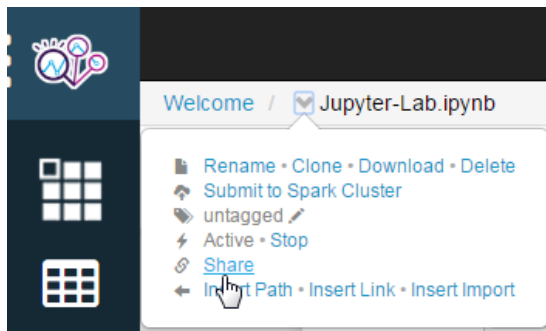 Welcome / Jupyter-Lab.ipynb
Rename • Clone • Download • Delete
Submit to Spark Cluster
untagged
Active • Stop
Share
Insert Path • Insert Link • Insert Import